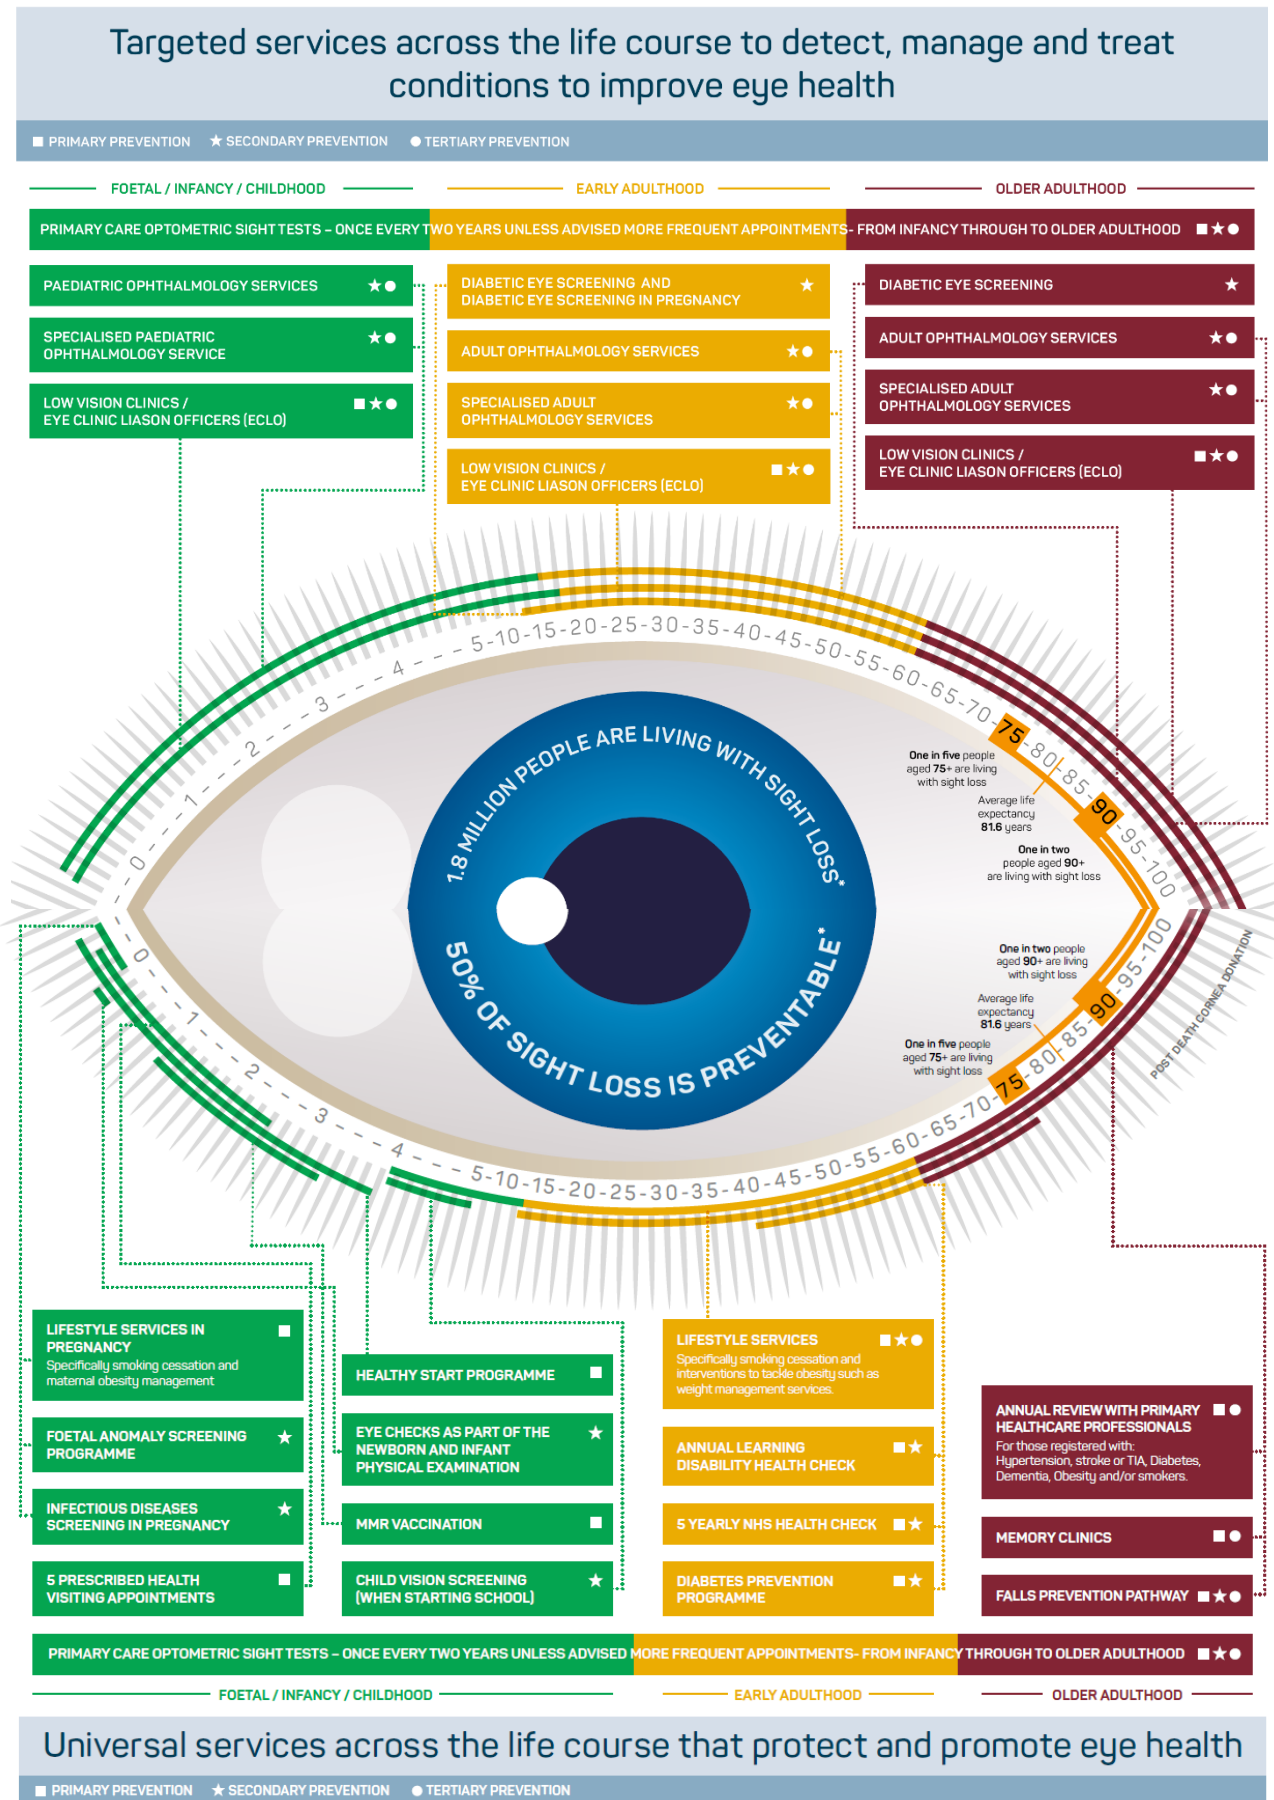 Targeted services across the life course to detect, manage and treat
conditions to improve eye health
■ PRIMARY PREVENTION ★ SECONDARY PREVENTION ● TERTIARY PREVENTION
FOETAL / INFANCY / CHILDHOOD
EARLY ADULTHOOD
OLDER ADULTHOOD
PRIMARY CARE OPTOMETRIC SIGHT TESTS – ONCE EVERY TWO YEARS UNLESS ADVISED MORE FREQUENT APPOINTMENTS- FROM INFANCY THROUGH TO OLDER ADULTHOOD ■★●
PAEDIATRIC OPHTHALMOLOGY SERVICES ★●
SPECIALISED PAEDIATRIC ★●
OPHTHALMOLOGY SERVICE
LOW VISION CLINICS / ■★●
EYE CLINIC LIASON OFFICERS (ECLO)
DIABETIC EYE SCREENING AND ★
DIABETIC EYE SCREENING IN PREGNANCY
ADULT OPHTHALMOLOGY SERVICES ★●
SPECIALISED ADULT ★●
OPHTHALMOLOGY SERVICES
LOW VISION CLINICS / ■★●
EYE CLINIC LIASON OFFICERS (ECLO)
DIABETIC EYE SCREENING ★
ADULT OPHTHALMOLOGY SERVICES ★●
SPECIALISED ADULT ★●
OPHTHALMOLOGY SERVICES
LOW VISION CLINICS / ■★●
EYE CLINIC LIASON OFFICERS (ECLO)
0 - - - - 1 - - - - 2 - - - - 3 - - - - 4 - - - - 5-10-15-20-25-30-35-40-45-50-55-60-65-70-75-80-85-90-95-100
1.8 MILLION PEOPLE ARE LIVING WITH SIGHT LOSS*
50% OF SIGHT LOSS IS PREVENTABLE*
One in five people
aged 75+ are living
with sight loss
Average life
expectancy
81.6 years
One in two
people aged 90+
are living with sight loss
One in two people
aged 90+ are living
with sight loss
Average life
expectancy
81.6 years
One in five people
aged 75+ are living
with sight loss
POST DEATH CORNEA DONATION
0 - - - - 1 - - - - 2 - - - - 3 - - - - 4 - - - - 5-10-15-20-25-30-35-40-45-50-55-60-65-70-75-80-85-90-95-100
LIFESTYLE SERVICES IN ■
PREGNANCY
Specifically smoking cessation and
maternal obesity management
FOETAL ANOMALY SCREENING ★
PROGRAMME
INFECTIOUS DISEASES ★
SCREENING IN PREGNANCY
5 PRESCRIBED HEALTH ■
VISITING APPOINTMENTS
HEALTHY START PROGRAMME ■
EYE CHECKS AS PART OF THE ★
NEWBORN AND INFANT
PHYSICAL EXAMINATION
MMR VACCINATION ■
CHILD VISION SCREENING ★
(WHEN STARTING SCHOOL)
LIFESTYLE SERVICES ■★●
Specifically smoking cessation and
interventions to tackle obesity such as
weight management services.
ANNUAL LEARNING ■★
DISABILITY HEALTH CHECK
5 YEARLY NHS HEALTH CHECK ■★
DIABETES PREVENTION ■★
PROGRAMME
ANNUAL REVIEW WITH PRIMARY ■●
HEALTHCARE PROFESSIONALS
For those registered with:
Hypertension, stroke or TIA, Diabetes,
Dementia, Obesity and/or smokers.
MEMORY CLINICS ■●
FALLS PREVENTION PATHWAY ■★●
PRIMARY CARE OPTOMETRIC SIGHT TESTS – ONCE EVERY TWO YEARS UNLESS ADVISED MORE FREQUENT APPOINTMENTS- FROM INFANCY THROUGH TO OLDER ADULTHOOD ■★●
FOETAL / INFANCY / CHILDHOOD
EARLY ADULTHOOD
OLDER ADULTHOOD
Universal services across the life course that protect and promote eye health
■ PRIMARY PREVENTION ★ SECONDARY PREVENTION ● TERTIARY PREVENTION